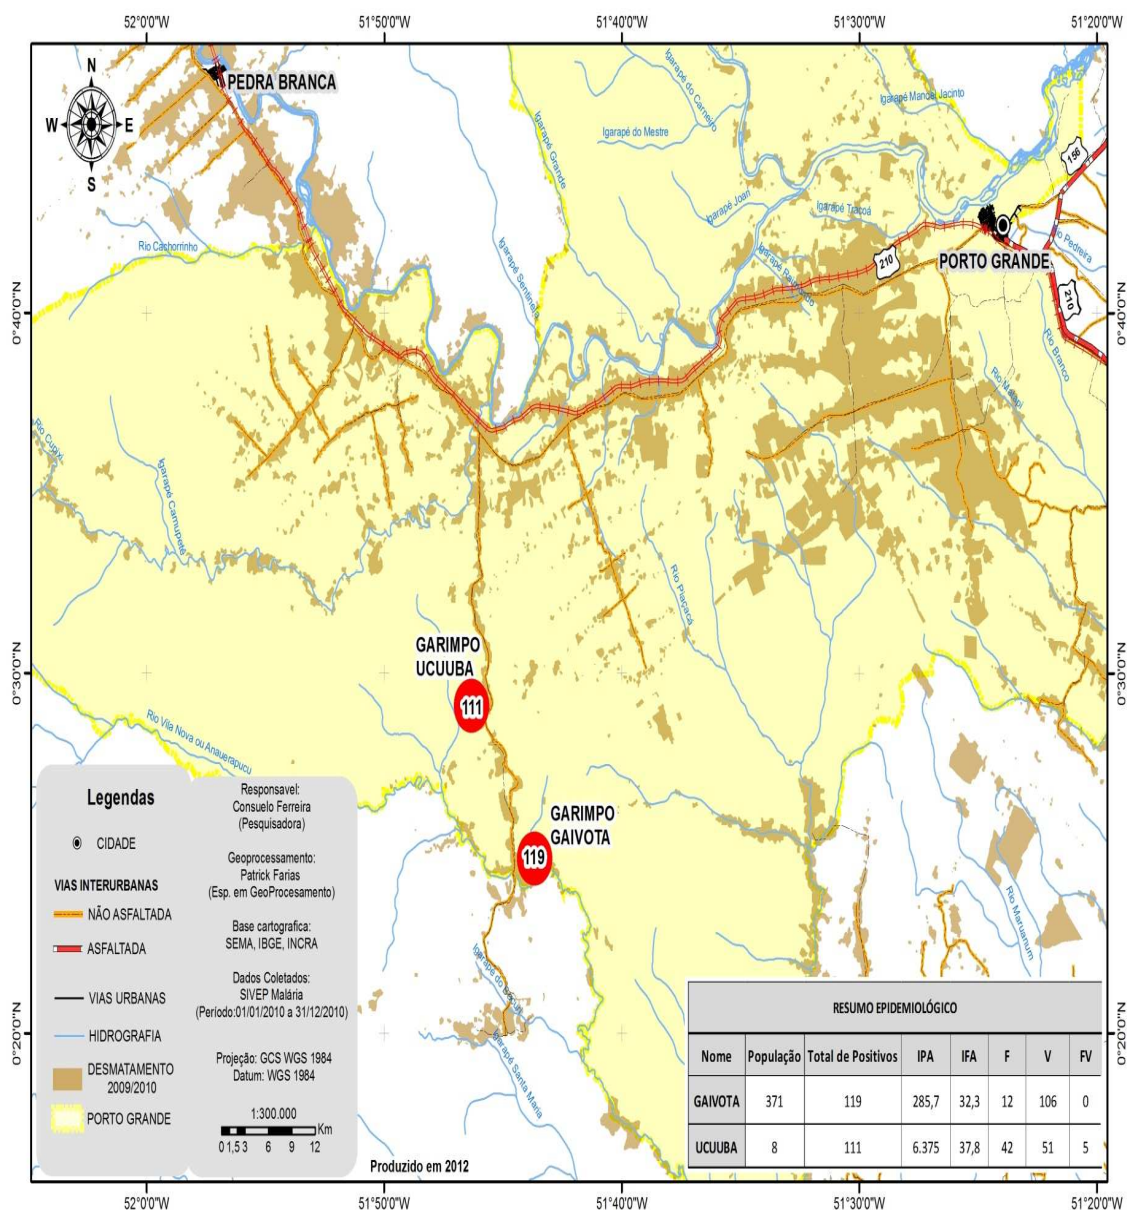 52°0'0"W 51°50'0"W 51°40'0"W 51°30'0"W 51°20'0"W
N
W E
S
PEDRA BRANCA
Igarapé Grande
Igarapé do Carneiro
Igarapé do Mestre
Igarapé Manoel Jacinto
156
Igarapé Joan
Igarapé Tracoá
Rio Cachorrinho
Igarapé Sentinela
Igarapé Raimundo
210
PORTO GRANDE
Rio Pedreira
210
0°40'0"N
0°40'0"N
Rio Branco
Rio Matapi
Rio Cupixi
Igarapé Camupeté
Rio Piaçacá
GARIMPO
UCUUBA
111
0°30'0"N
0°30'0"N
Rio Vila Nova ou Anauerapucu
GARIMPO
GAIVOTA
119
Rio Maruanum
Igarapé do
Igarapé Santa Maria
0°20'0"N
0°20'0"N
Legendas
CIDADE
VIAS INTERURBANAS
NÃO ASFALTADA
ASFALTADA
VIAS URBANAS
HIDROGRAFIA
DESMATAMENTO
2009/2010
PORTO GRANDE
Responsavel:
Consuelo Ferreira
(Pesquisadora)
Geoprocessamento:
Patrick Farias
(Esp. em GeoProcesamento)
Base cartografica:
SEMA, IBGE, INCRA
Dados Coletados:
SIVEP Malária
(Período:01/01/2010 a 31/12/2010)
Projeção: GCS WGS 1984
Datum: WGS 1984
1:300.000
Km
0 1,5 3 6 9 12
Produzido em 2012
RESUMO EPIDEMIOLÓGICO
Nome População Total de Positivos IPA IFA F V FV
GAIVOTA 371 119 285,7 32,3 12 106 0
UCUUBA 8 111 6.375 37,8 42 51 5
52°0'0"W 51°50'0"W 51°40'0"W 51°30'0"W 51°20'0"W